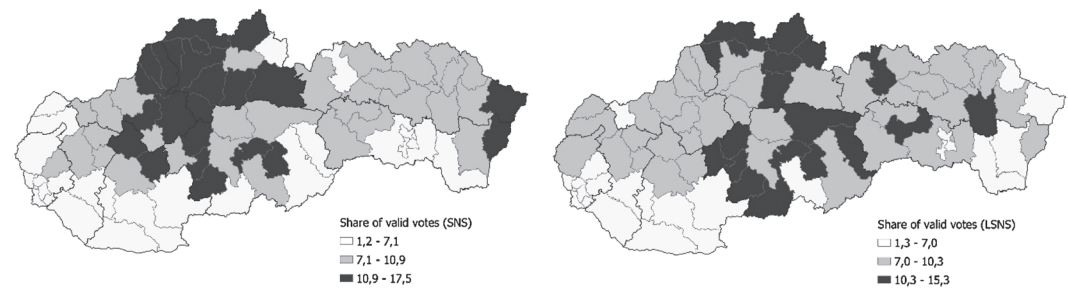 Share of valid votes (SNS)
1,2 - 7,1
7,1 - 10,9
10,9 - 17,5
Share of valid votes (LSNS)
1,3 - 7,0
7,0 - 10,3
10,3 - 15,3